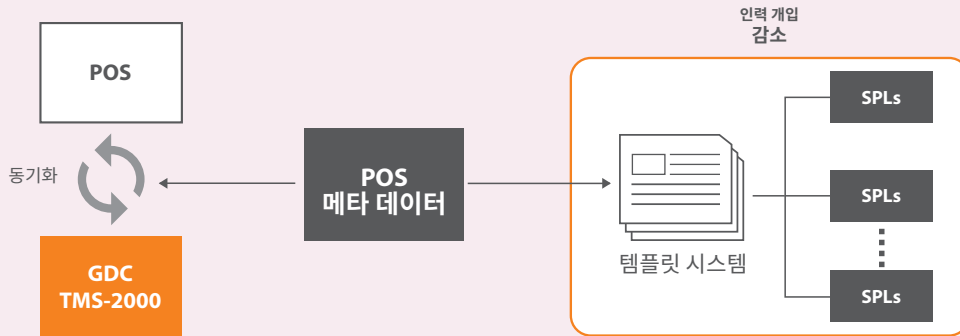 인력 개입
감소
POS
동기화
GDC
TMS-2000
POS
메타 데이터
템플릿 시스템
SPLs
SPLs
SPLs